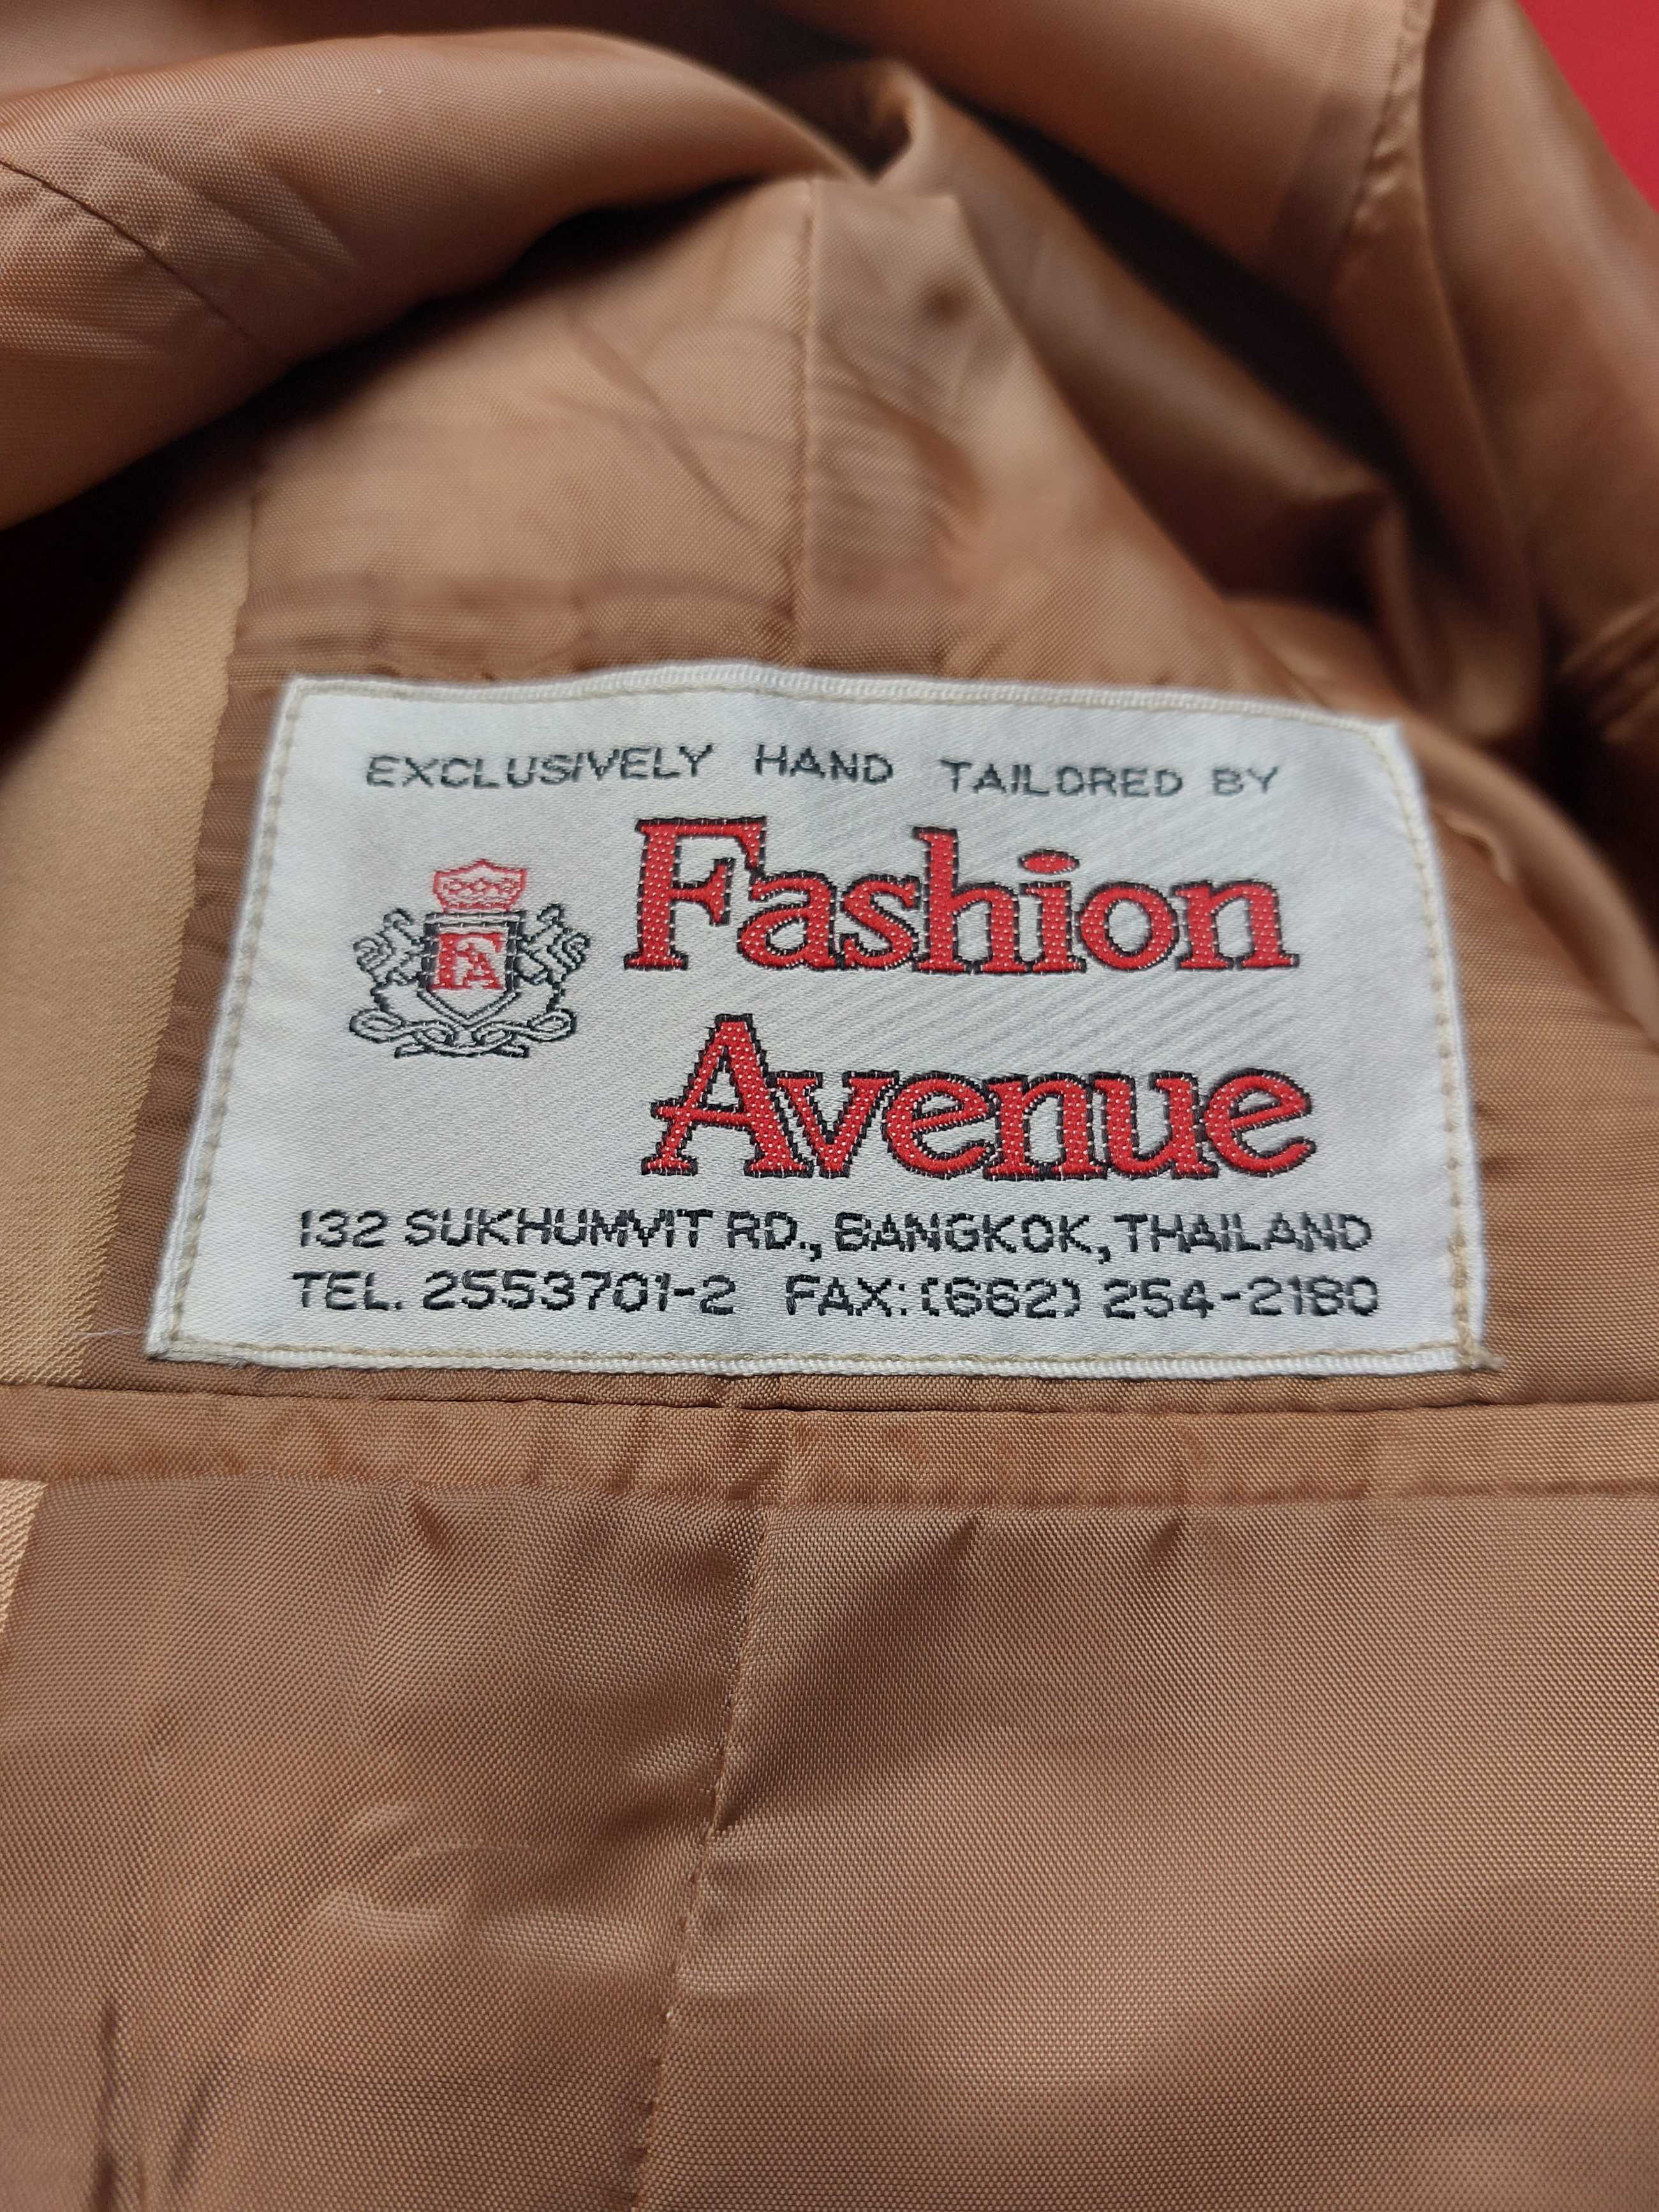 EXCLUSIVELY HAND TAILORED BY
FA
Fashion
Avenue
132 SUKHUMVIT RD., BANGKOK, THAILAND
TEL. 2553701-2 FAX: (662) 254-2180